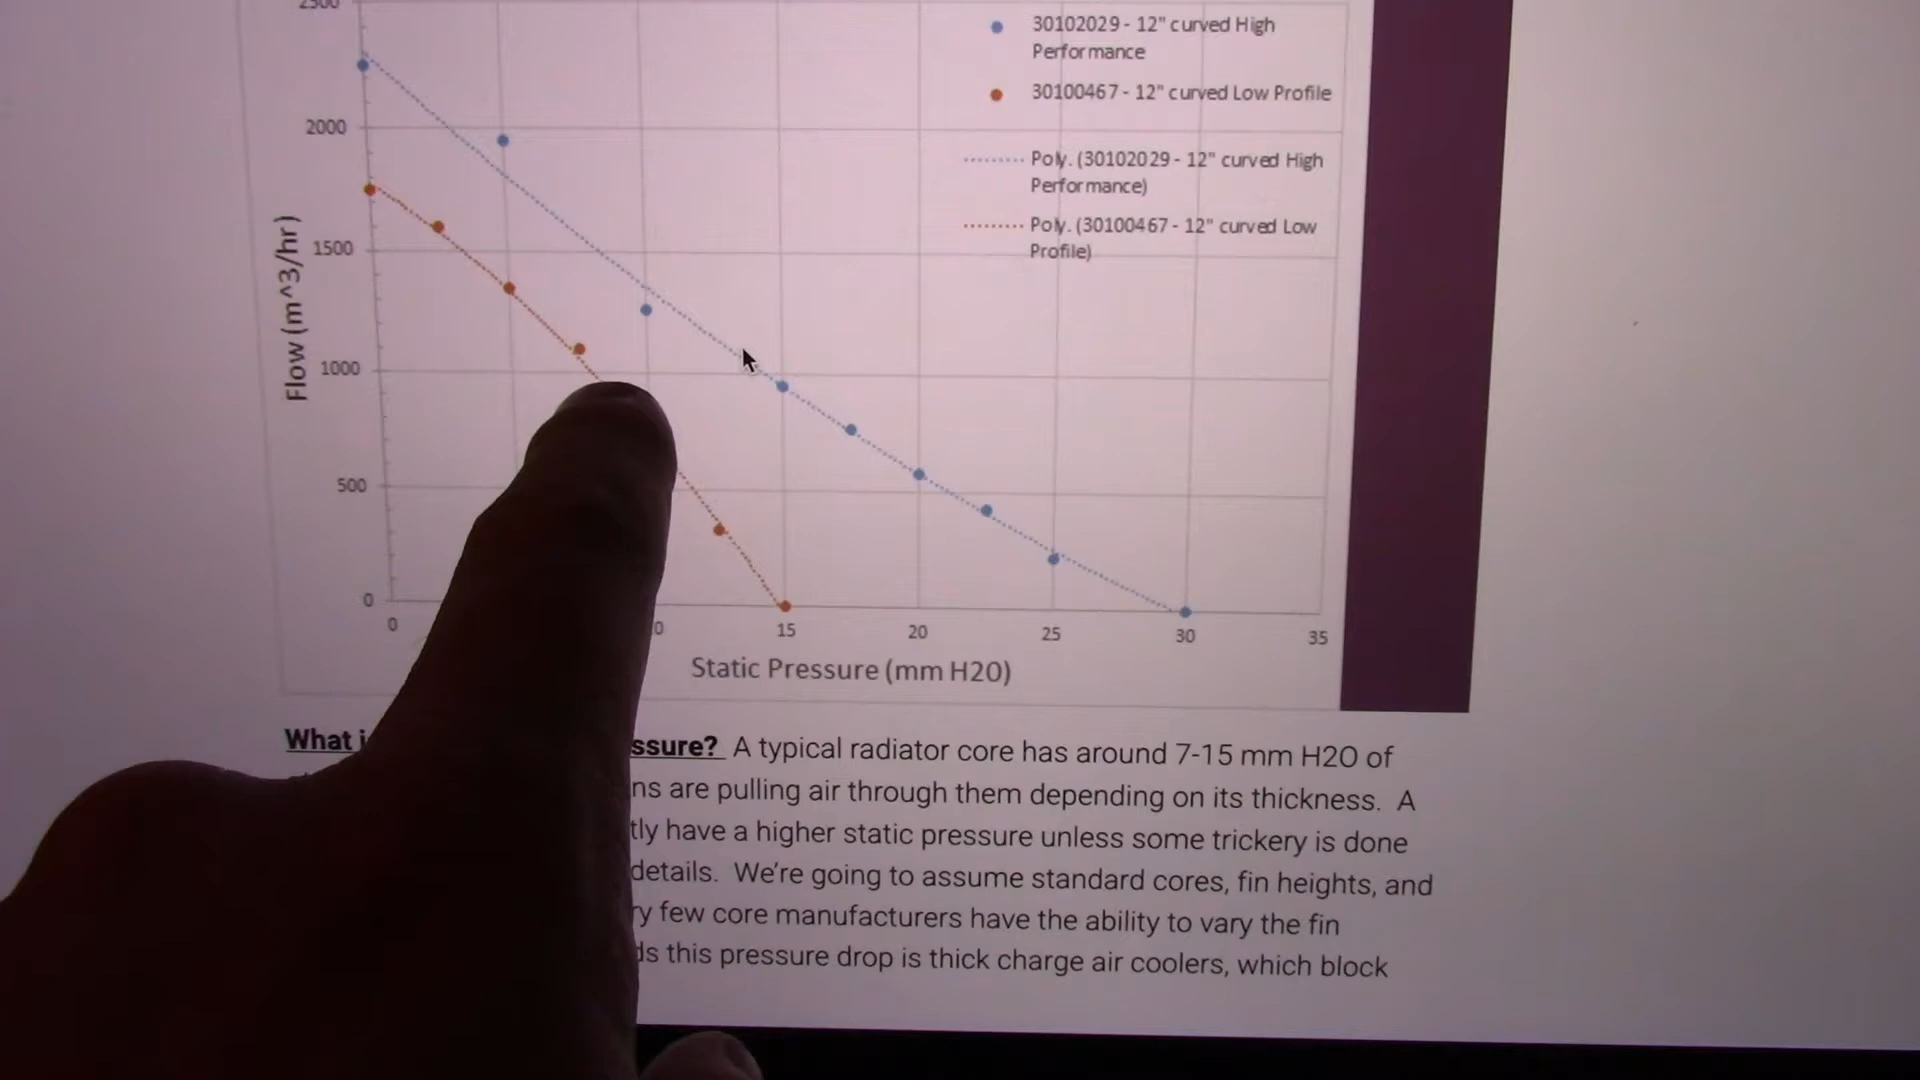 2500
30102029 - 12" curved High
Performance
30100467 - 12" curved Low Profile
2000
Poly. (30102029 - 12" curved High
Performance)
Poly. (30100467 - 12" curved Low
Profile)
1500
Flow (m^3/hr)
1000
500
0
0 0 15 20 25 30 35
Static Pressure (mm H2O)
What ssure? A typical radiator core has around 7-15 mm H2O of
ns are pulling air through them depending on its thickness. A
tly have a higher static pressure unless some trickery is done
details. We're going to assume standard cores, fin heights, and
ry few core manufacturers have the ability to vary the fin
ds this pressure drop is thick charge air coolers, which block